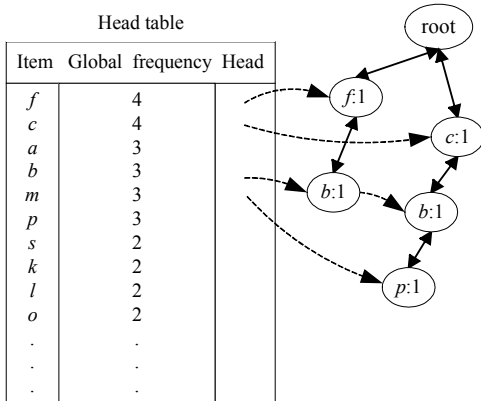 Head table
Item Global frequency Head
f 4
c 4
a 3
b 3
m 3
p 3
s 2
k 2
l 2
o 2
. .
. .
. .
root
f:1
c:1
b:1
b:1
p:1